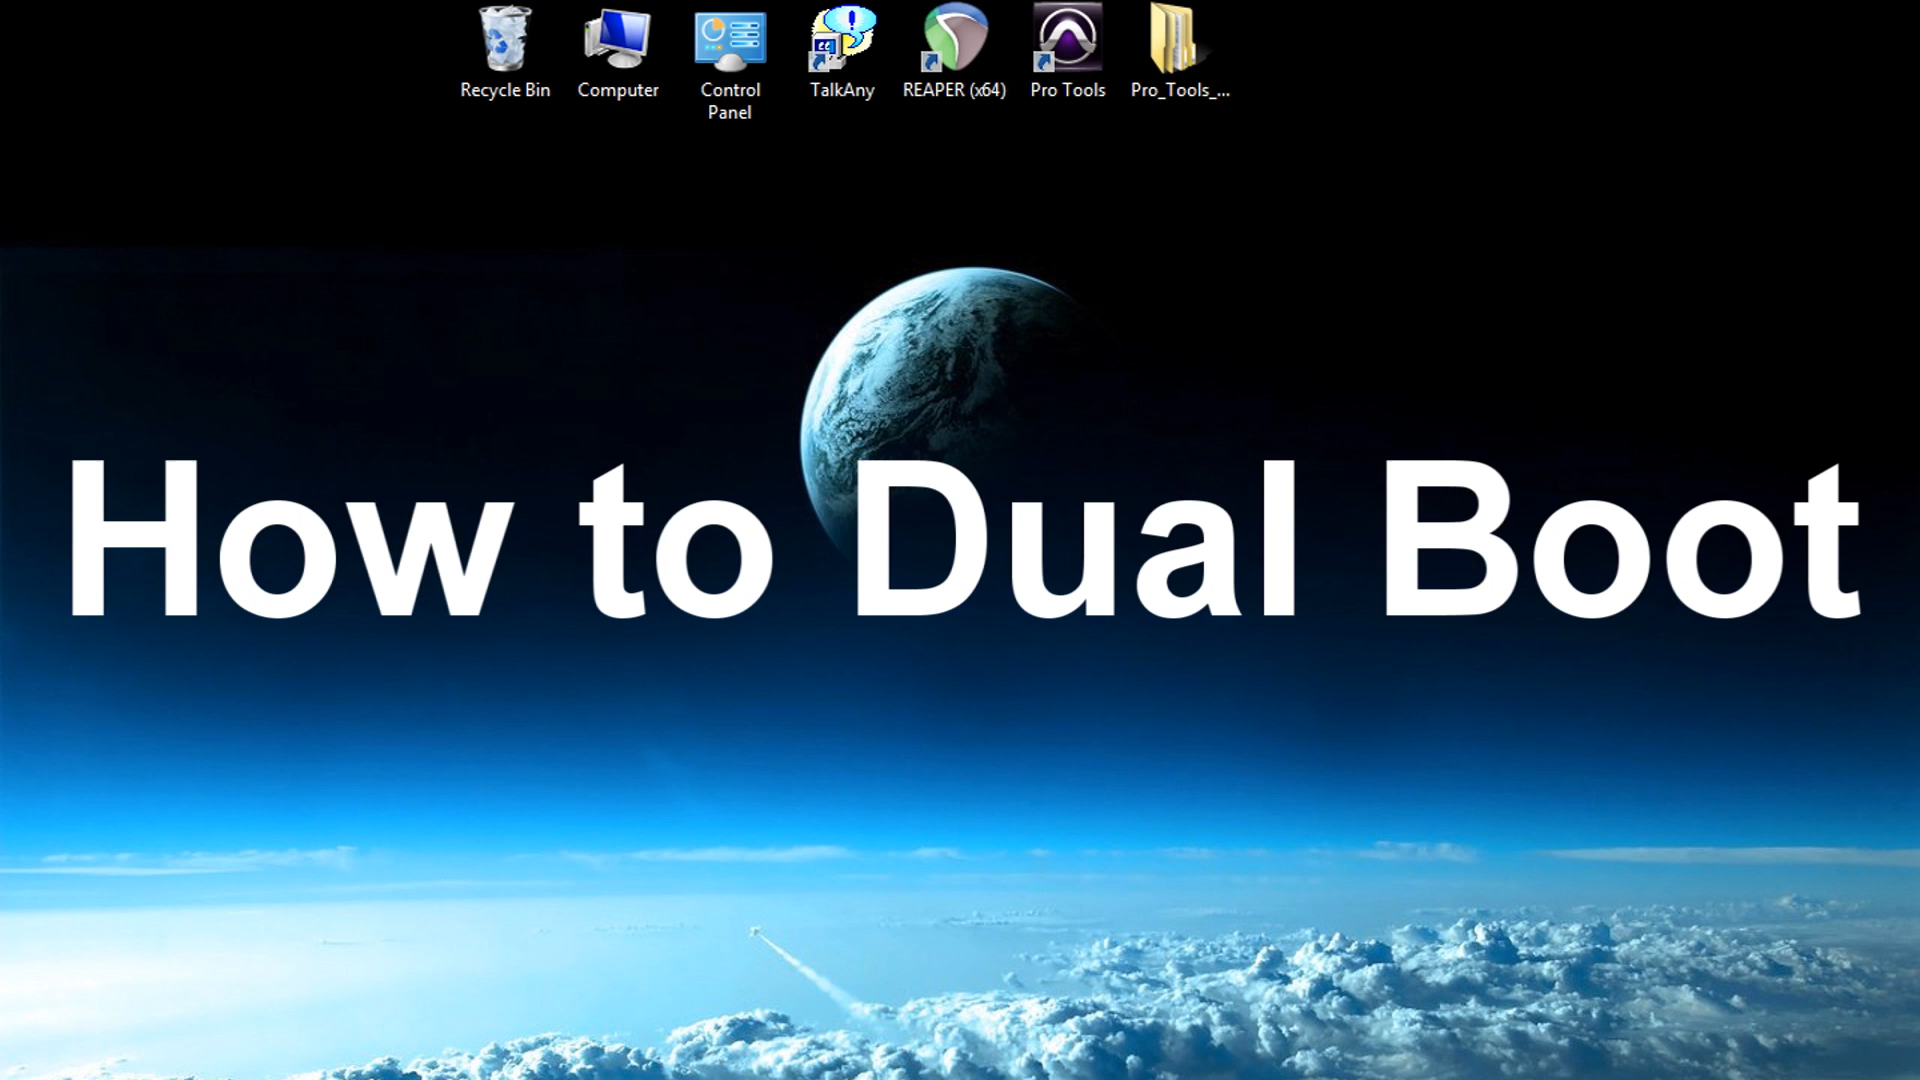 Recycle Bin
Computer
Control
Panel
TalkAny
REAPER (x64)
Pro Tools
Pro_Tools_...
How to Dual Boot